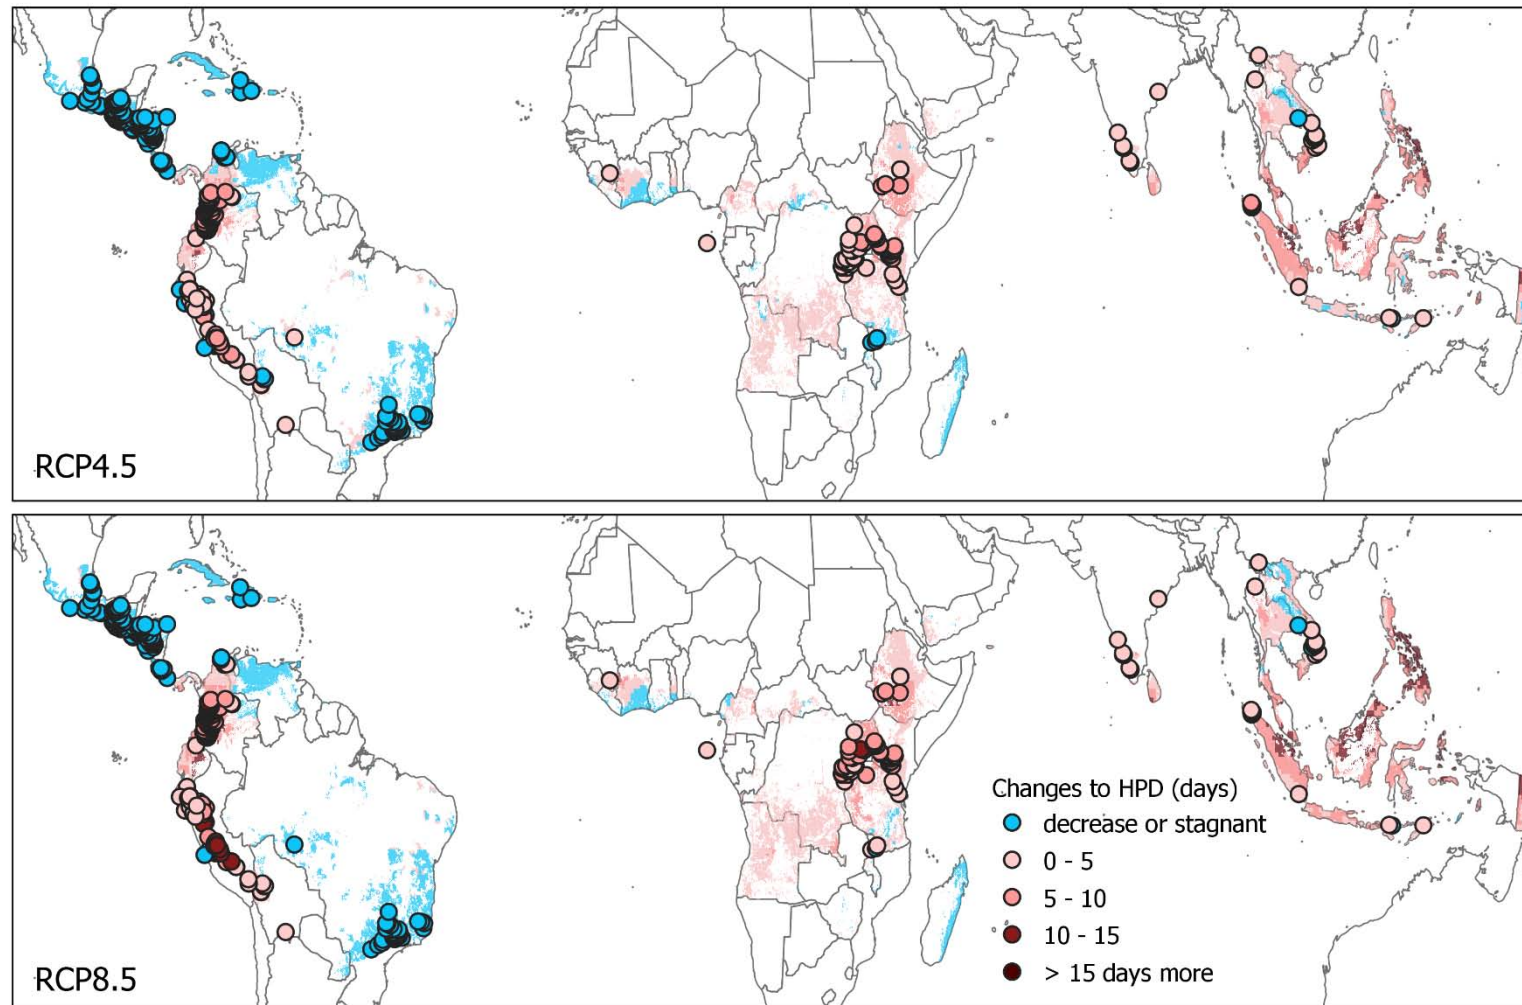 RCP4.5
Changes to HPD (days)
decrease or stagnant
0 - 5
5 - 10
10 - 15
> 15 days more
RCP8.5